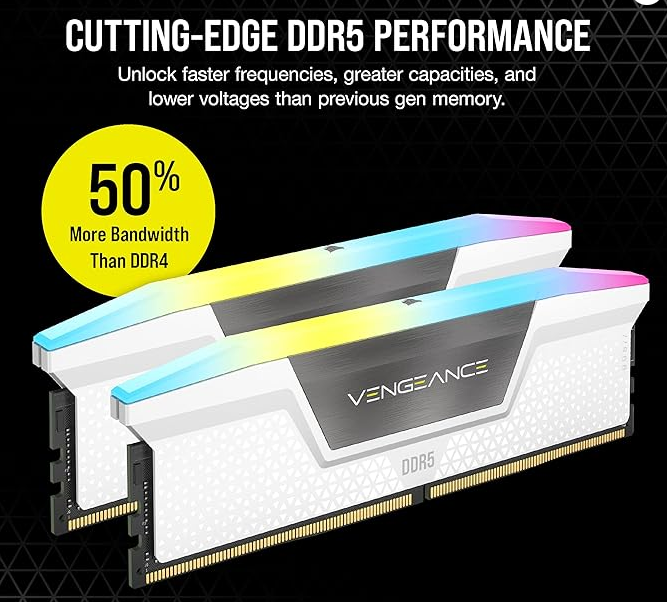 CUTTING-EDGE DDR5 PERFORMANCE
Unlock faster frequencies, greater capacities, and
lower voltages than previous gen memory.
50%
More Bandwidth
Than DDR4
VENGEANCE
DDR5